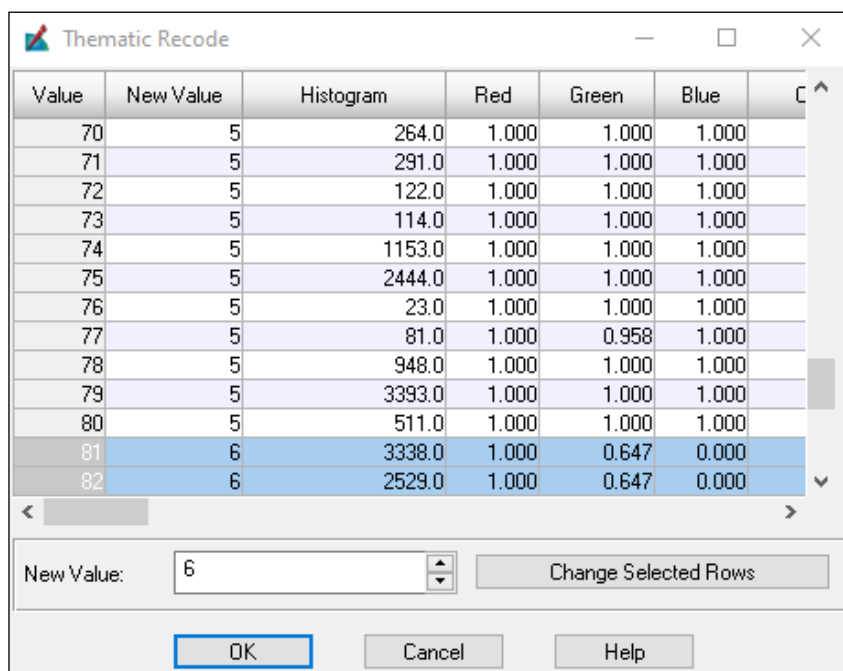 Thematic Recode
Value New Value Histogram Red Green Blue
70 5 264.0 1.000 1.000 1.000
71 5 291.0 1.000 1.000 1.000
72 5 122.0 1.000 1.000 1.000
73 5 114.0 1.000 1.000 1.000
74 5 1153.0 1.000 1.000 1.000
75 5 2444.0 1.000 1.000 1.000
76 5 23.0 1.000 1.000 1.000
77 5 81.0 1.000 0.958 1.000
78 5 948.0 1.000 1.000 1.000
79 5 3393.0 1.000 1.000 1.000
80 5 511.0 1.000 1.000 1.000
81 6 3338.0 1.000 0.647 0.000
82 6 2529.0 1.000 0.647 0.000
New Value: 6 Change Selected Rows
OK Cancel Help